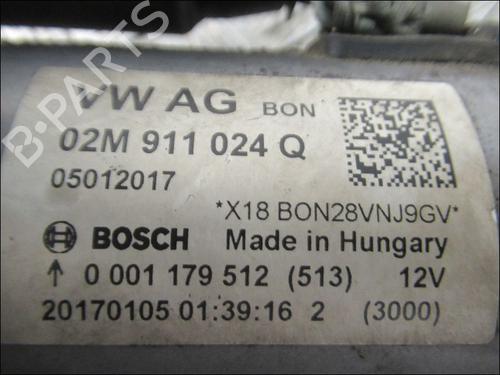 VW AG BON
02M 911 024 Q
05012017
*X18 BON28VNJ9GV*
BOSCH Made in Hungary
↑ 0 001 179 512 (513) 12V
20170105 01:39:16 2 (3000)
B-PARTS